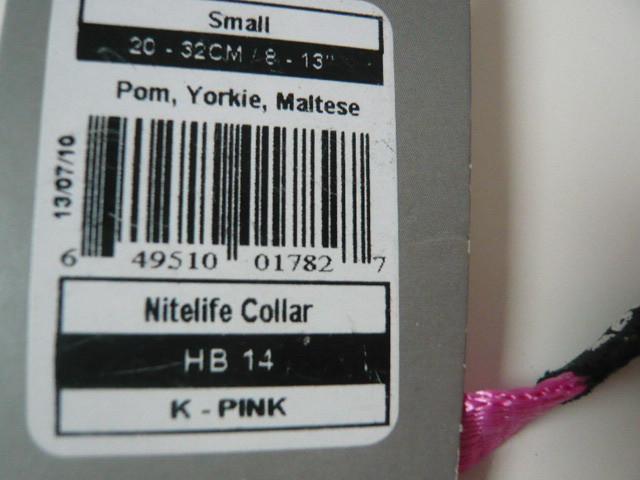 Small
20 - 32CM / 8 - 13"
Pom, Yorkie, Maltese
13/07/10
6 49510 01782 7
Nitelife Collar
HB 14
K - PINK